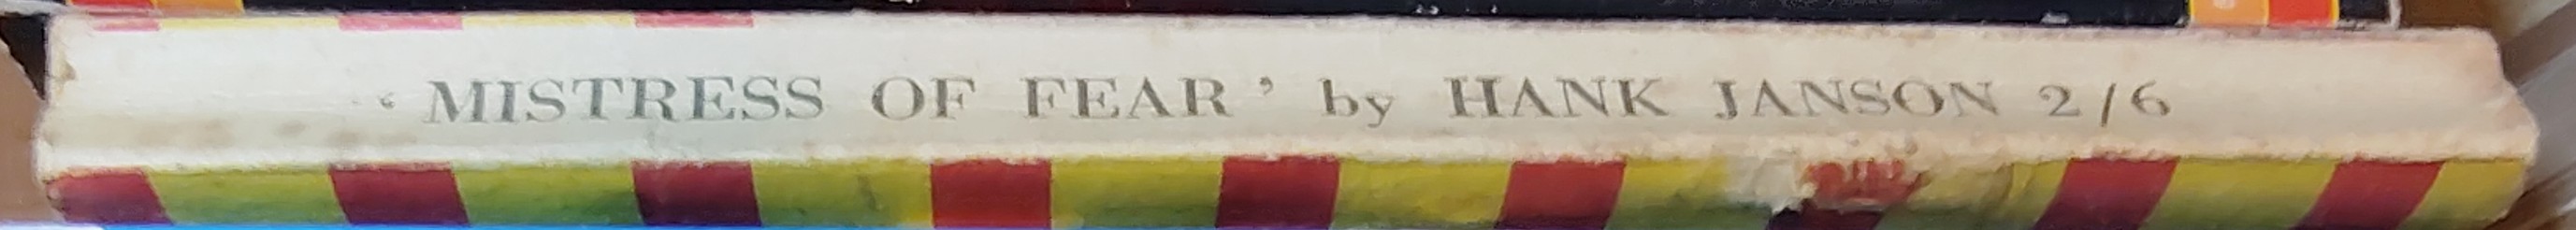 ‘MISTRESS OF FEAR’ by HANK JANSON 2/6